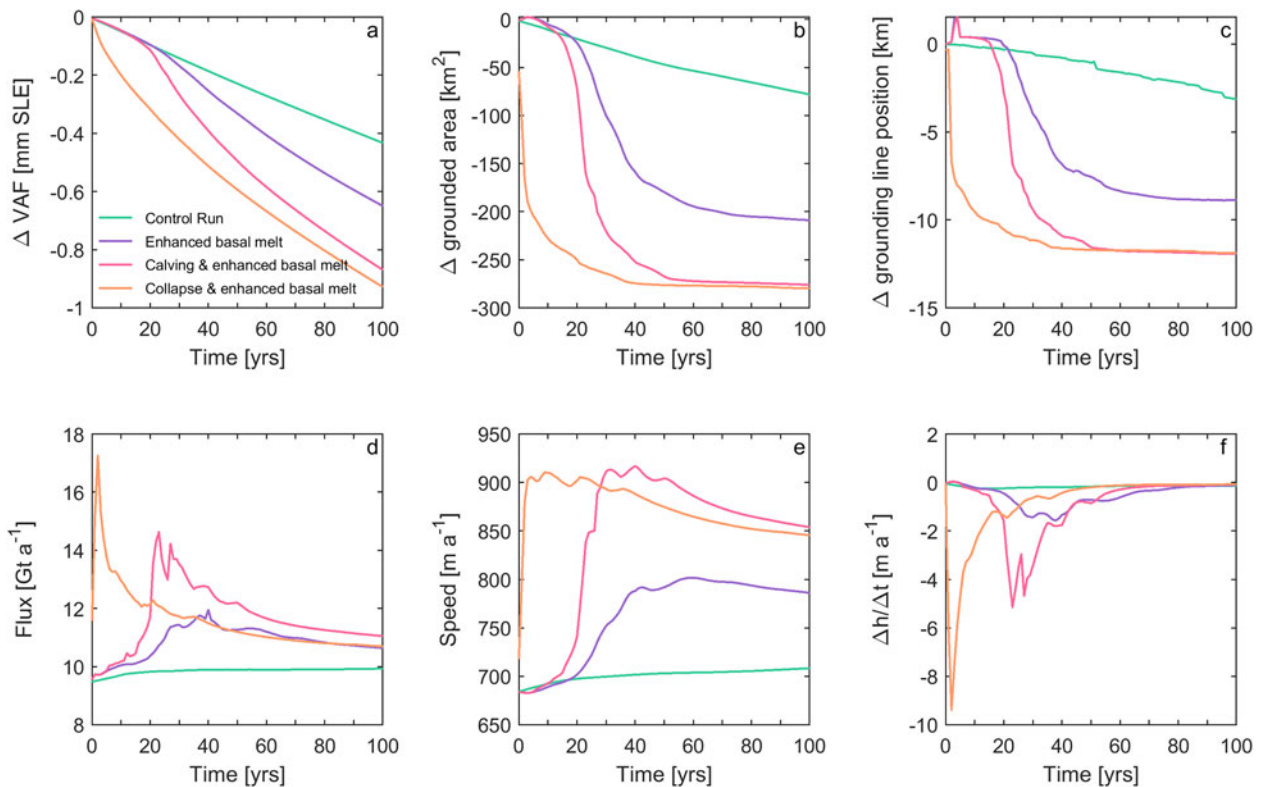 a
Δ VAF [mm SLE]
0
-0.2
-0.4
-0.6
-0.8
-1
Control Run
Enhanced basal melt
Calving & enhanced basal melt
Collapse & enhanced basal melt
0 20 40 60 80 100
Time [yrs]
b
Δ grounded area [km²]
0
-50
-100
-150
-200
-250
-300
0 20 40 60 80 100
Time [yrs]
c
Δ grounding line position [km]
0
-5
-10
-15
0 20 40 60 80 100
Time [yrs]
d
Flux [Gt a⁻¹]
18
16
14
12
10
8
0 20 40 60 80 100
Time [yrs]
e
Speed [m a⁻¹]
950
900
850
800
750
700
650
0 20 40 60 80 100
Time [yrs]
f
Δh/Δt [m a⁻¹]
2
0
-2
-4
-6
-8
-10
0 20 40 60 80 100
Time [yrs]